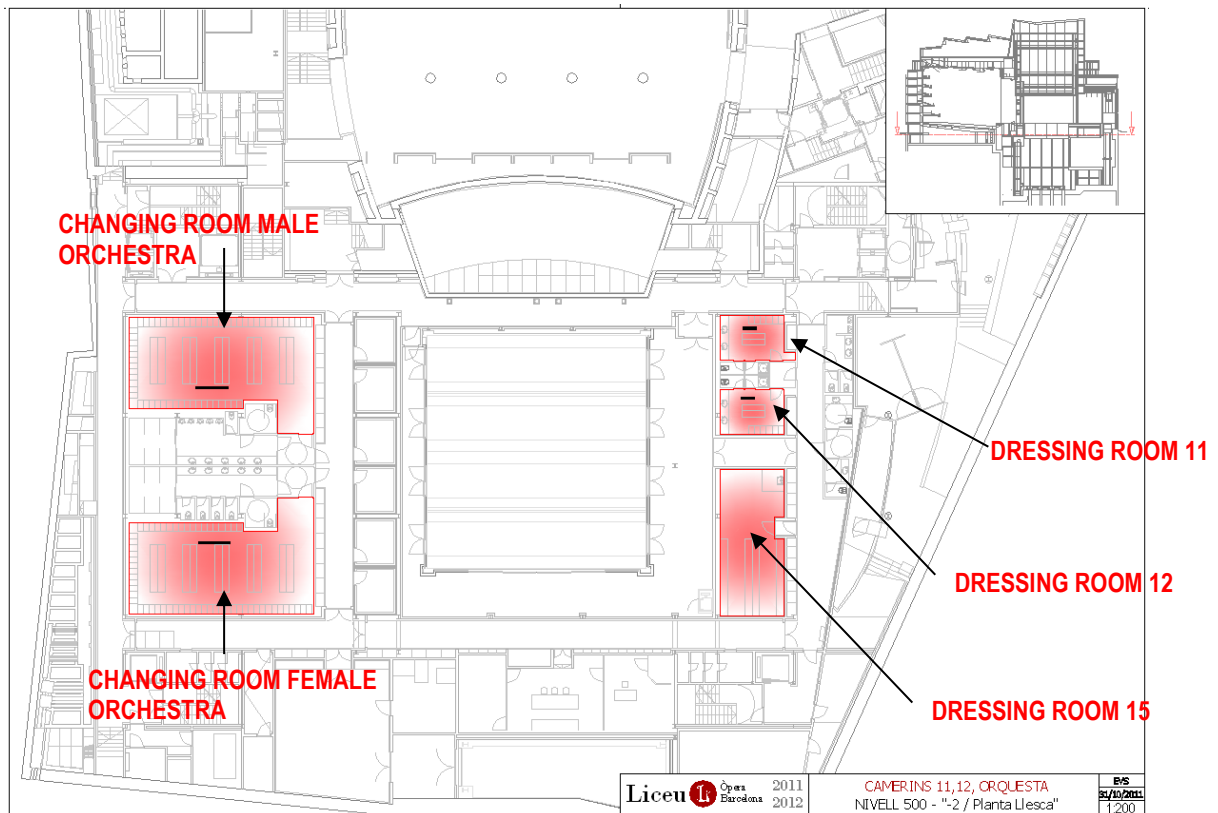 CHANGING ROOM MALE
ORCHESTRA
DRESSING ROOM 11
DRESSING ROOM 12
CHANGING ROOM FEMALE
ORCHESTRA
DRESSING ROOM 15
Liceu
Òpera
Barcelona
2011
2012
CAMERINS 11,12, ORQUESTA
NIVELL 500 - "-2 / Planta Llesca"
EVS
31/10/2011
1:200